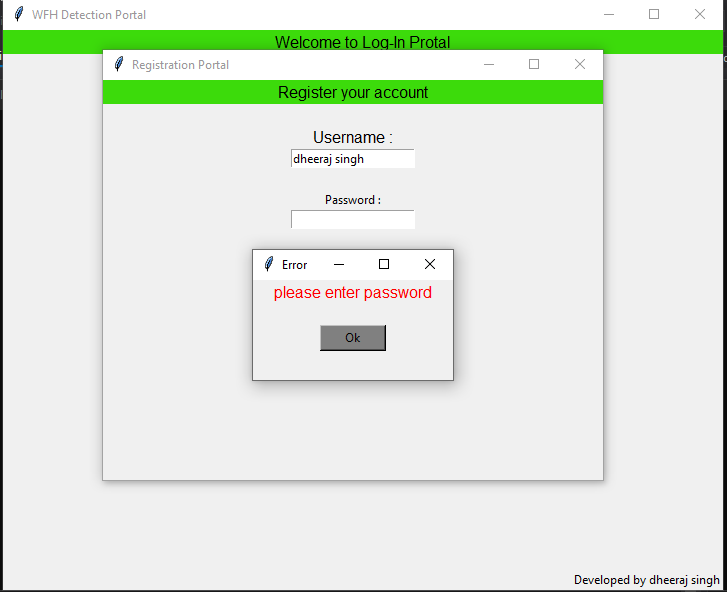 WFH Detection Portal
Welcome to Log-In Protal
Registration Portal
Register your account
Username :
dheeraj singh
Password :
Error
please enter password
Ok
Developed by dheeraj singh